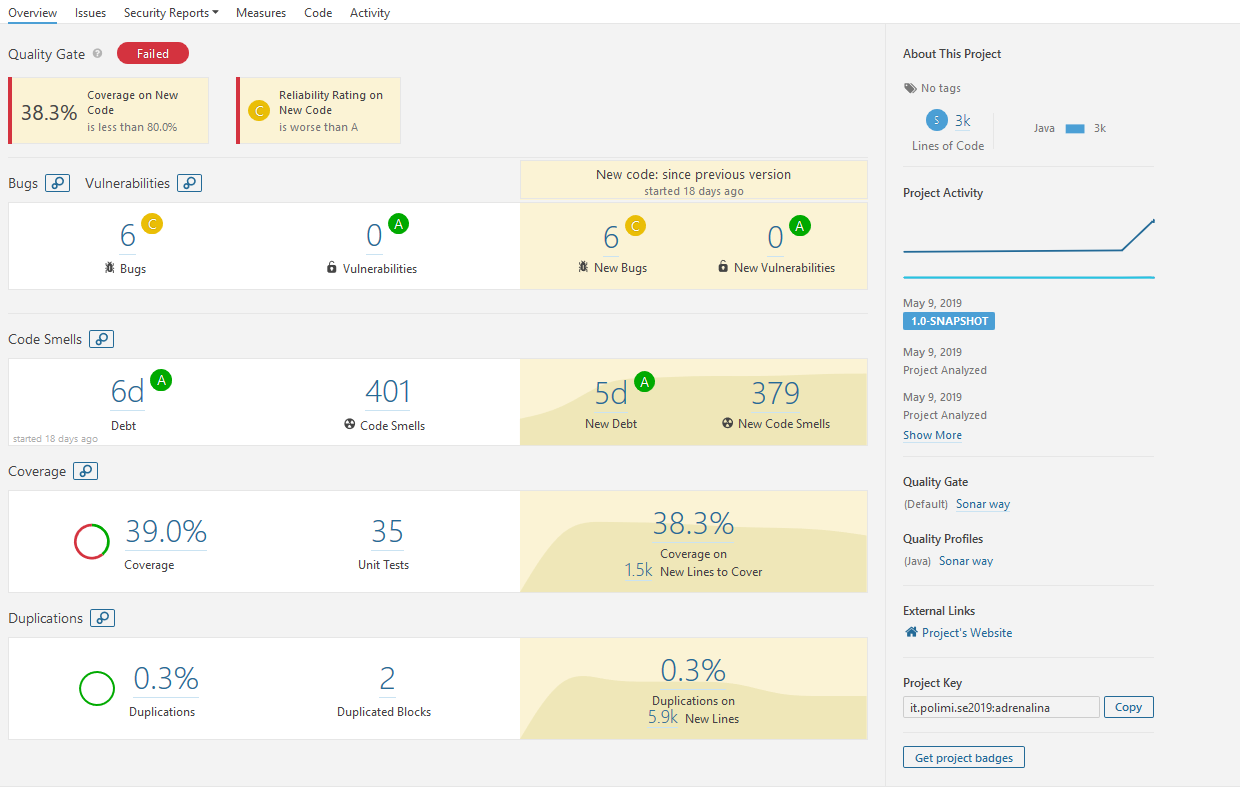 Overview Issues Security Reports Measures Code Activity
Quality Gate ? Failed
38.3% Coverage on New
Code
is less than 80.0%
C Reliability Rating on
New Code
is worse than A
Bugs Vulnerabilities
New code: since previous version
started 18 days ago
6 C
Bugs
0 A
Vulnerabilities
6 C
New Bugs
0 A
New Vulnerabilities
Code Smells
6d A
Debt
started 18 days ago
401
Code Smells
5d A
New Debt
379
New Code Smells
Coverage
39.0%
Coverage
35
Unit Tests
38.3%
Coverage on
1.5k New Lines to Cover
Duplications
0.3%
Duplications
2
Duplicated Blocks
0.3%
Duplications on
5.9k New Lines
About This Project
No tags
S 3k
Lines of Code
Java 3k
Project Activity
May 9, 2019
1.0-SNAPSHOT
May 9, 2019
Project Analyzed
May 9, 2019
Project Analyzed
Show More
Quality Gate
(Default) Sonar way
Quality Profiles
(Java) Sonar way
External Links
Project's Website
Project Key
it.polimi.se2019:adrenalina Copy
Get project badges